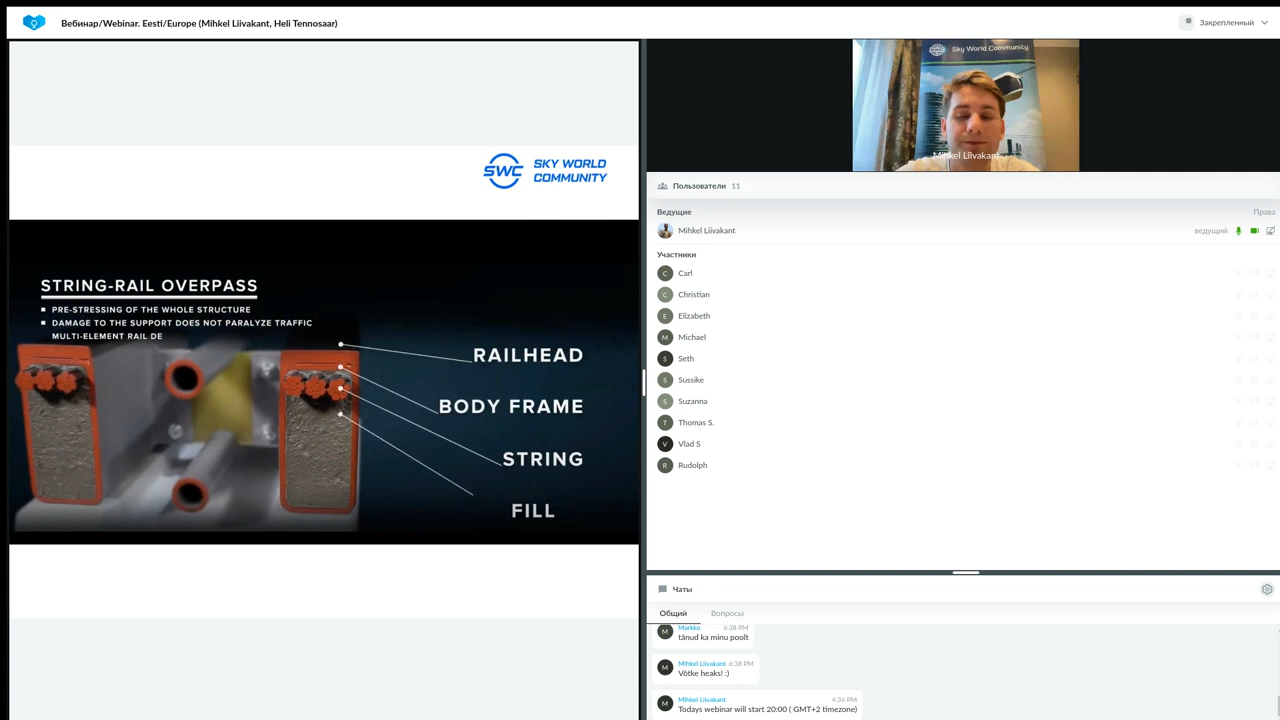 Вебинар/Webinar. Eesti/Europe (Mihkel Liivakant, Heli Tennosaar)
Закрепленный
SWC
SKY WORLD
COMMUNITY
STRING-RAIL OVERPASS
PRE-STRESSING OF THE WHOLE STRUCTURE
DAMAGE TO THE SUPPORT DOES NOT PARALYZE TRAFFIC
MULTI-ELEMENT RAIL DE
RAILHEAD
BODY FRAME
STRING
FILL
Sky World Community
Mihkel Liivakant
Пользователи 11
Ведущие Права
Mihkel Liivakant ведущий
Участники
C Carl
C Christian
E Elizabeth
M Michael
S Seth
S Sussike
S Suzanna
T Thomas S.
V Vlad S
R Rudolph
Чаты
Общий Вопросы
M Markko 6:38 PM
tänud ka minu poolt
M Mihkel Liivakant 6:38 PM
Võtke heaks! :)
M Mihkel Liivakant 4:36 PM
Todays webinar will start 20:00 ( GMT+2 timezone)